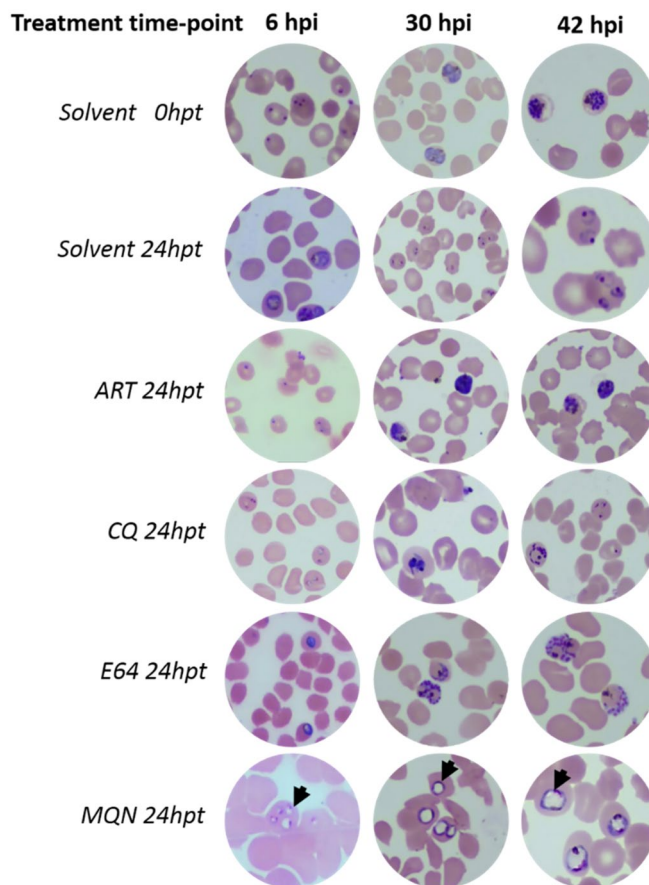 Treatment time-point 6 hpi 30 hpi 42 hpi
Solvent 0hpt
Solvent 24hpt
ART 24hpt
CQ 24hpt
E64 24hpt
MQN 24hpt